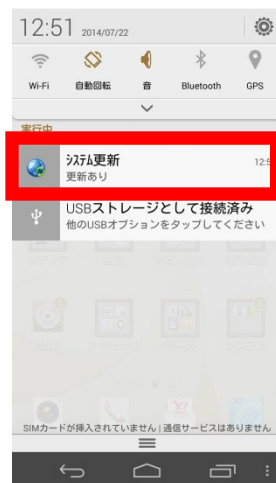 12:51 2014/07/22
Wi-Fi 自動回転 音 Bluetooth GPS
実行中
ｼｽﾃﾑ更新 12:5
更新あり
USBストレージとして接続済み
他のUSBオプションをタップしてください
SIMカードが挿入されていません | 通信サービスはありません